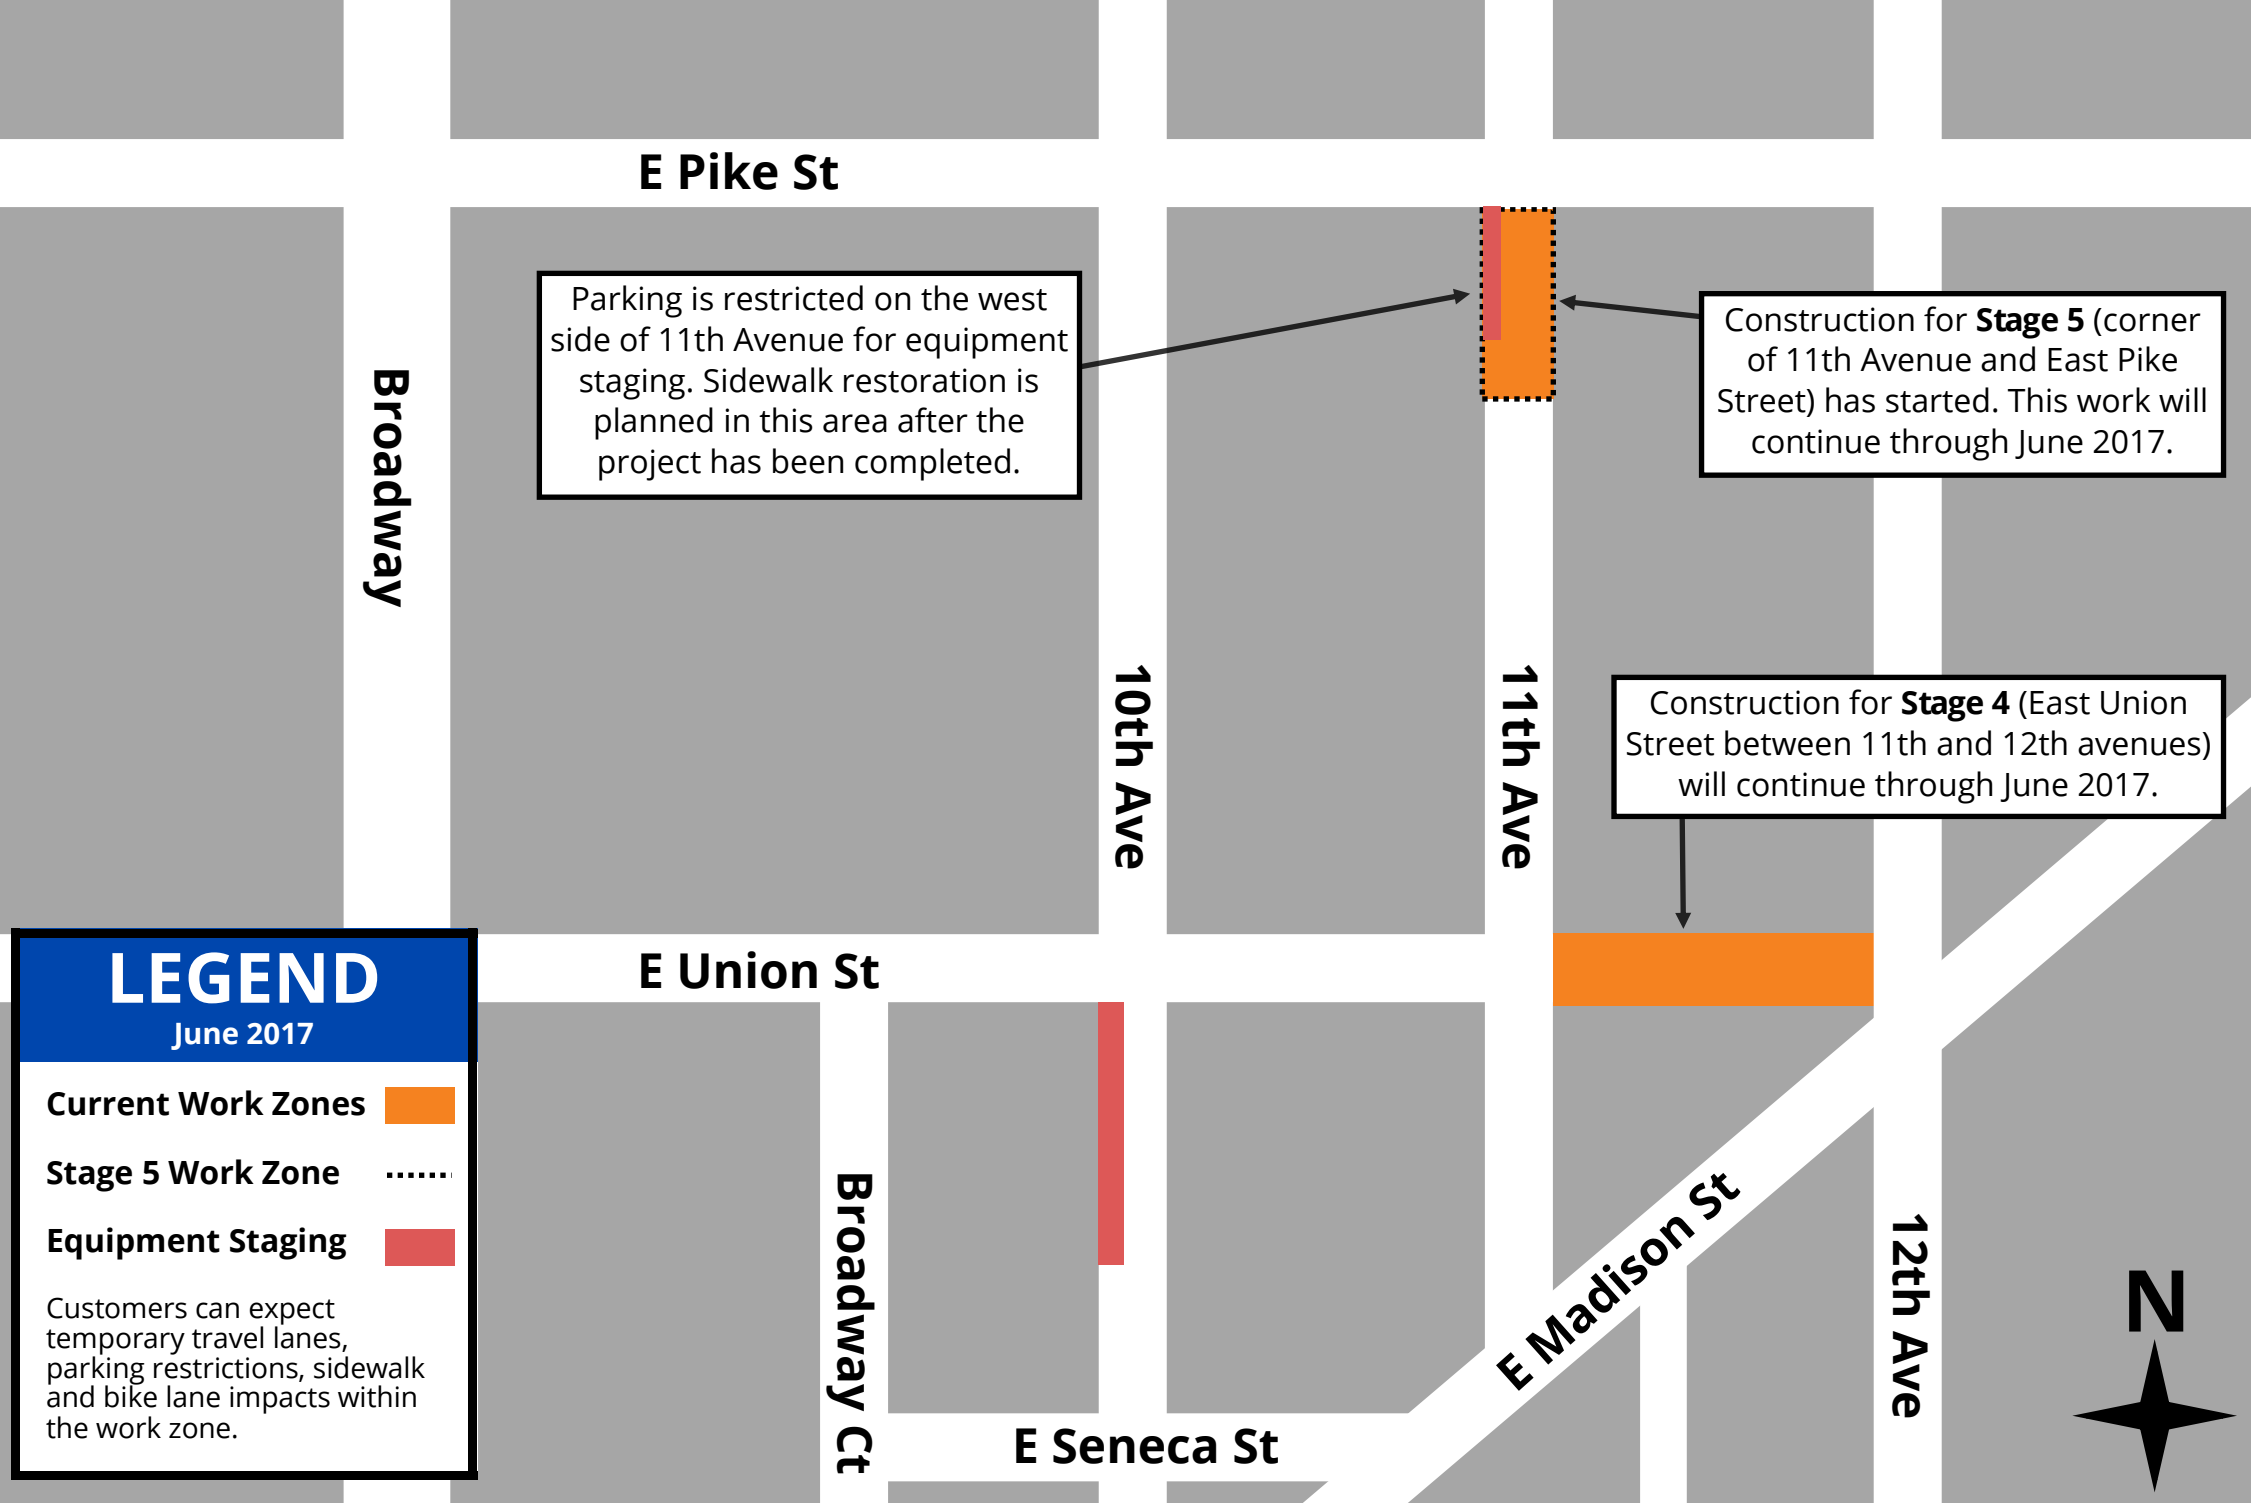 E Pike St
Parking is restricted on the west
side of 11th Avenue for equipment
staging. Sidewalk restoration is
planned in this area after the
project has been completed.
Construction for Stage 5 (corner
of 11th Avenue and East Pike
Street) has started. This work will
continue through June 2017.
Broadway
10th Ave
11th Ave
Construction for Stage 4 (East Union
Street between 11th and 12th avenues)
will continue through June 2017.
E Union St
LEGEND
June 2017
Current Work Zones
Stage 5 Work Zone
Equipment Staging
Customers can expect
temporary travel lanes,
parking restrictions, sidewalk
and bike lane impacts within
the work zone.
Broadway Ct
E Madison St
12th Ave
E Seneca St
N